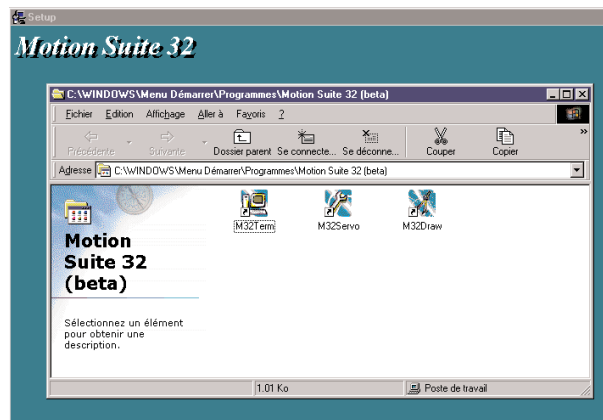 Setup
Motion Suite 32
C:\WINDOWS\Menu Démarrer\Programmes\Motion Suite 32 (beta)
Fichier Edition Affichage Aller à Favoris ?
Précédente Suivante Dossier parent Se connecte... Se déconne... Couper Copier »
Adresse C:\WINDOWS\Menu Démarrer\Programmes\Motion Suite 32 (beta)
M32Term M32Servo M32Draw
Motion
Suite 32
(beta)
Sélectionnez un élément
pour obtenir une
description.
1.01 Ko Poste de travail